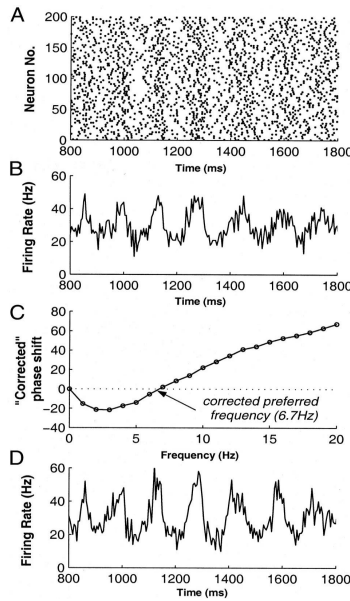 A
Neuron No.
200
150
100
50
0
800 1000 1200 1400 1600 1800
Time (ms)
B
Firing Rate (Hz)
60
40
20
0
800 1000 1200 1400 1600 1800
Time (ms)
C
"Corrected"
phase shift
80
60
40
20
0
-20
-40
corrected preferred
frequency (6.7Hz)
0 5 10 15 20
Frequency (Hz)
D
Firing Rate (Hz)
60
40
20
0
800 1000 1200 1400 1600 1800
Time (ms)